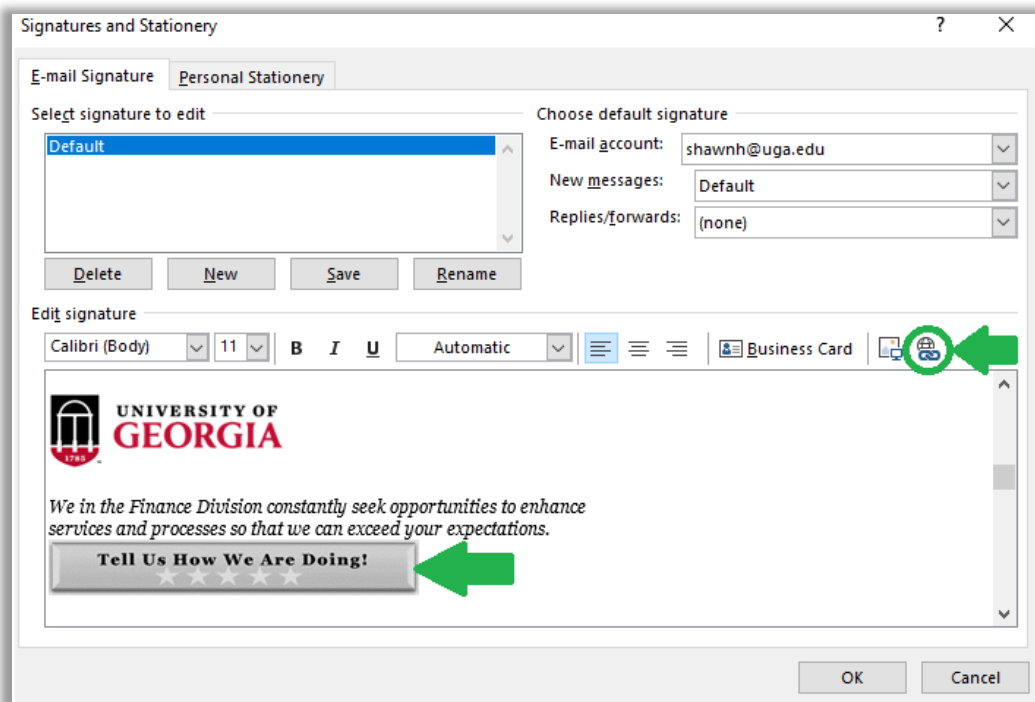 Signatures and Stationery ? ✕
E-mail Signature Personal Stationery
Select signature to edit
Default
Delete New Save Rename
Choose default signature
E-mail account: shawnh@uga.edu
New messages: Default
Replies/forwards: (none)
Edit signature
Calibri (Body) 11 B I U Automatic Business Card
UNIVERSITY OF
GEORGIA
1785
We in the Finance Division constantly seek opportunities to enhance
services and processes so that we can exceed your expectations.
Tell Us How We Are Doing!
OK Cancel